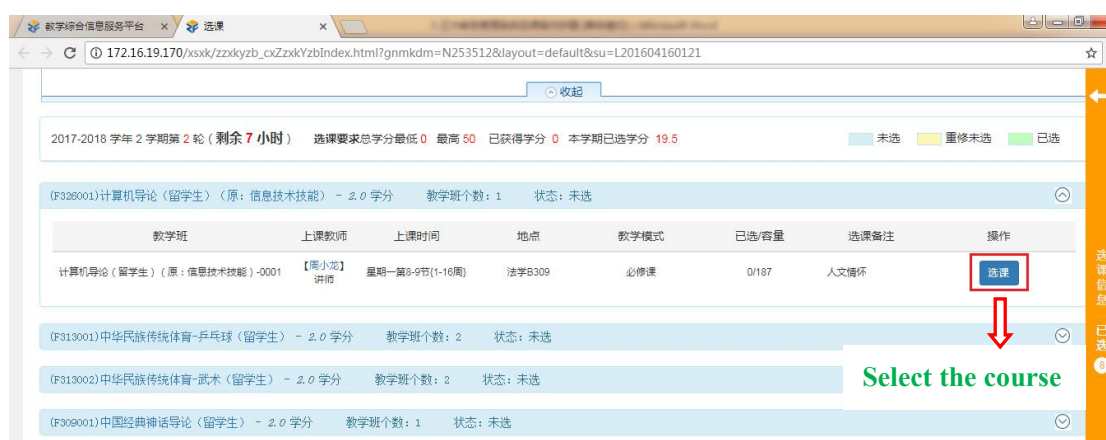 教学综合信息服务平台 × 选课 ×
172.16.19.170/xsxk/zzxkyzb_cxZzxkYzbIndex.html?gnmkdm=N253512&layout=default&su=L201604160121
收起
2017-2018 学年 2 学期第 2 轮（剩余 7 小时） 选课要求总学分最低 0 最高 50 已获得学分 0 本学期已选学分 19.5 未选 重修未选 已选
(F326001)计算机导论（留学生）（原：信息技术技能） - 2.0 学分 教学班个数：1 状态：未选
教学班 上课教师 上课时间 地点 教学模式 已选/容量 选课备注 操作
计算机导论（留学生）（原：信息技术技能）-0001 【周小龙】 星期一第8-9节{1-16周} 法学B309 必修课 0/187 人文情怀 选课
讲师
(F313001)中华民族传统体育-乒乓球（留学生） - 2.0 学分 教学班个数：2 状态：未选
(F313002)中华民族传统体育-武术（留学生） - 2.0 学分 教学班个数：2 状态：未选
Select the course
(F309001)中国经典神话导论（留学生） - 2.0 学分 教学班个数：1 状态：未选
选课信息
已选
8